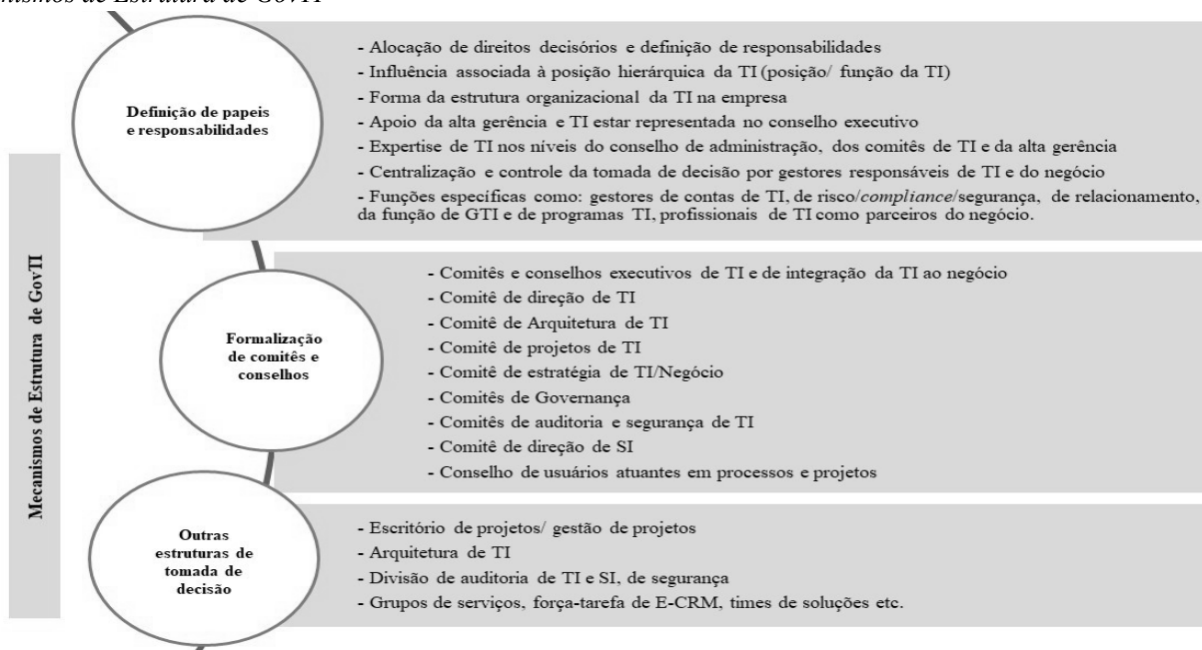 Mecanismos de Estrutura de GovTI
Definição de papeis
e responsabilidades
- Alocação de direitos decisórios e definição de responsabilidades
- Influência associada à posição hierárquica da TI (posição/ função da TI)
- Forma da estrutura organizacional da TI na empresa
- Apoio da alta gerência e TI estar representada no conselho executivo
- Expertise de TI nos níveis do conselho de administração, dos comitês de TI e da alta gerência
- Centralização e controle da tomada de decisão por gestores responsáveis de TI e do negócio
- Funções específicas como: gestores de contas de TI, de risco/compliance/segurança, de relacionamento,
da função de GTI e de programas TI, profissionais de TI como parceiros do negócio.
Formalização
de comitês e
conselhos
- Comitês e conselhos executivos de TI e de integração da TI ao negócio
- Comitê de direção de TI
- Comitê de Arquitetura de TI
- Comitê de projetos de TI
- Comitê de estratégia de TI/Negócio
- Comitês de Governança
- Comitês de auditoria e segurança de TI
- Comitê de direção de SI
- Conselho de usuários atuantes em processos e projetos
Outras
estruturas de
tomada de
decisão
- Escritório de projetos/ gestão de projetos
- Arquitetura de TI
- Divisão de auditoria de TI e SI, de segurança
- Grupos de serviços, força-tarefa de E-CRM, times de soluções etc.